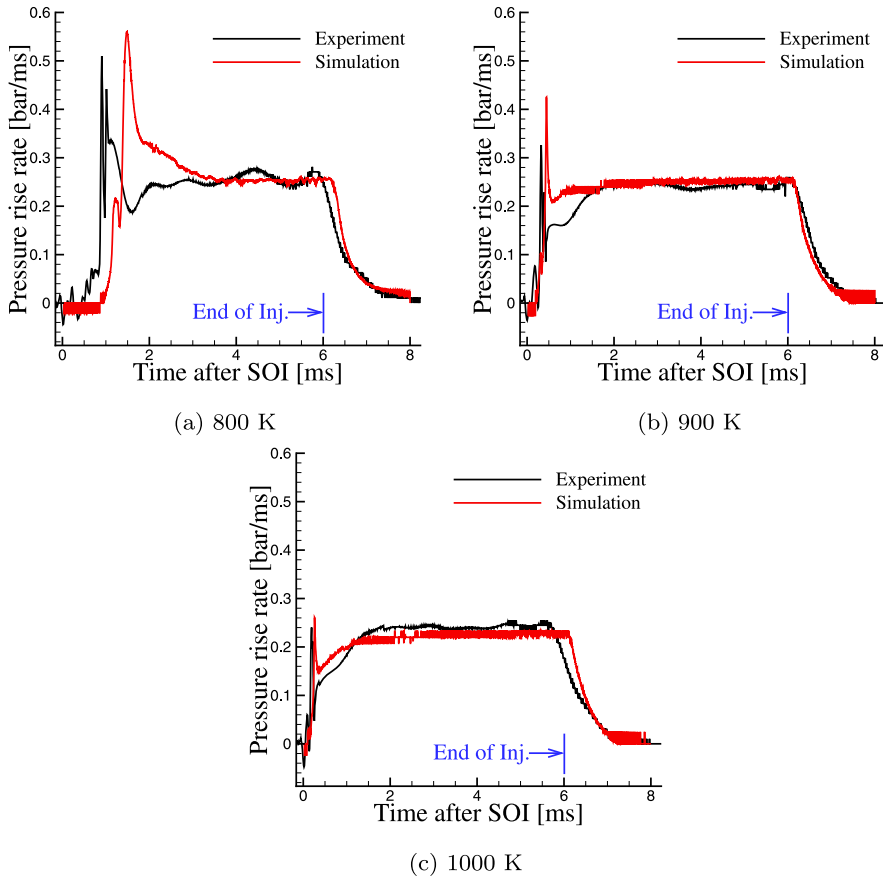 Pressure rise rate [bar/ms]
0.6
0.5
0.4
0.3
0.2
0.1
0
Experiment
Simulation
End of Inj.
0 2 4 6 8
Time after SOI [ms]
(a) 800 K
Pressure rise rate [bar/ms]
0.6
0.5
0.4
0.3
0.2
0.1
0
Experiment
Simulation
End of Inj.
0 2 4 6 8
Time after SOI [ms]
(b) 900 K
Pressure rise rate [bar/ms]
0.6
0.5
0.4
0.3
0.2
0.1
0
Experiment
Simulation
End of Inj.
0 2 4 6 8
Time after SOI [ms]
(c) 1000 K